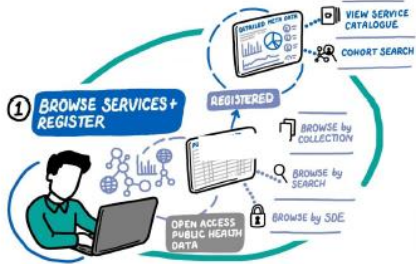 DETAILED META DATA
VIEW SERVICE
CATALOGUE
COHORT SEARCH
1
BROWSE SERVICES +
REGISTER
REGISTERED
BROWSE by
COLLECTION
BROWSE by
SEARCH
BROWSE by SDE
OPEN ACCESS
PUBLIC HEALTH
DATA